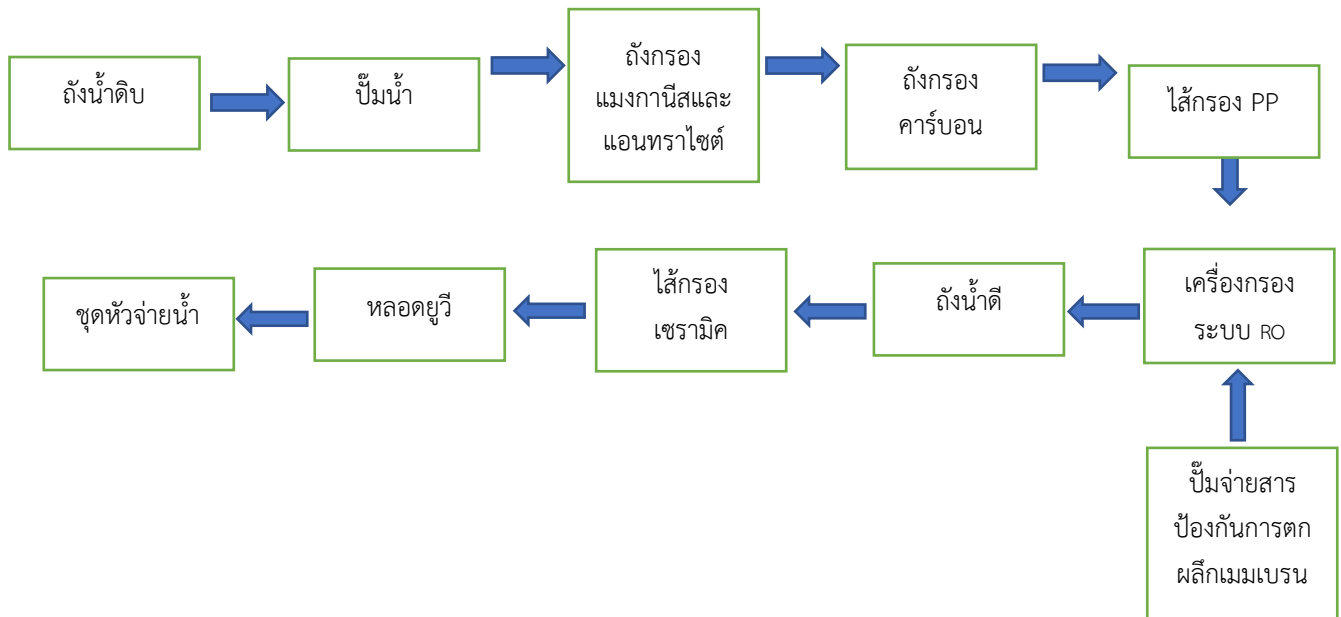 ถังน้ำดิบ
ปั๊มน้ำ
ถังกรอง
แมงกานีสและ
แอนทราไซต์
ถังกรอง
คาร์บอน
ไส้กรอง PP
เครื่องกรอง
ระบบ RO
ถังน้ำดี
ไส้กรอง
เซรามิค
หลอดยูวี
ชุดหัวจ่ายน้ำ
ปั๊มจ่ายสาร
ป้องกันการตก
ผลึกเมมเบรน